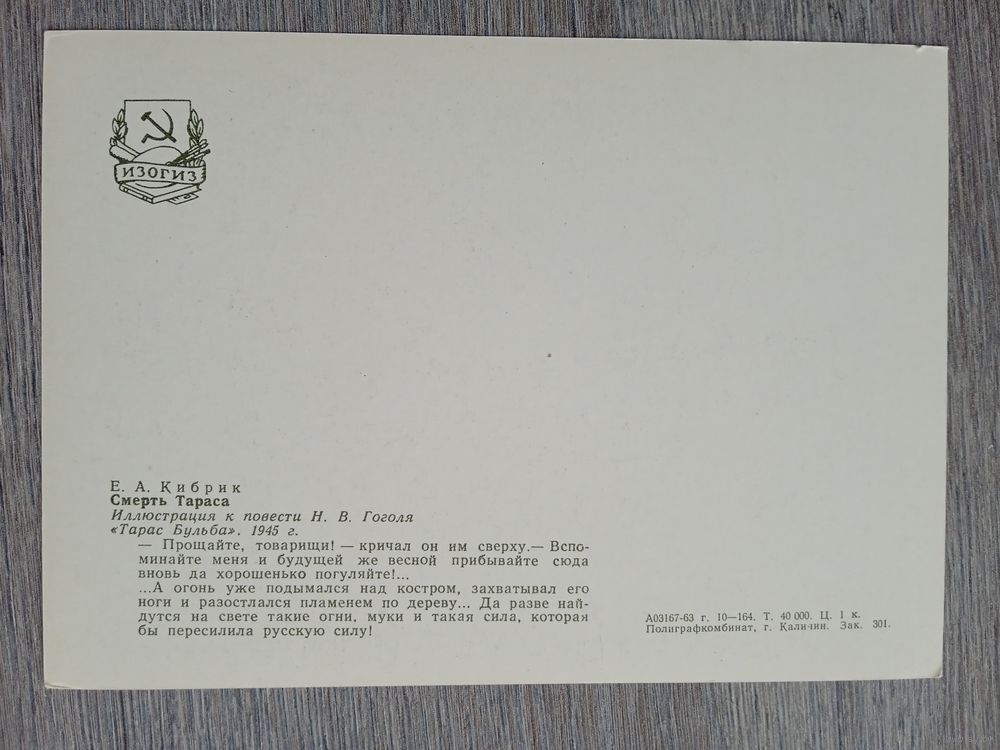 ИЗОГИЗ
Е. А. Кибрик
Смерть Тараса
Иллюстрация к повести Н. В. Гоголя
«Тарас Бульба». 1945 г.
— Прощайте, товарищи! — кричал он им сверху.— Вспо-
минайте меня и будущей же весной прибывайте сюда
вновь да хорошенько погуляйте!...
...А огонь уже подымался над костром, захватывал его
ноги и разостлался пламенем по дереву... Да разве най-
дутся на свете такие огни, муки и такая сила, которая
бы пересилила русскую силу!
А03167-63 г. 10—164. Т. 40 000. Ц. 1 к.
Полиграфкомбинат, г. Калинин. Зак. 301.